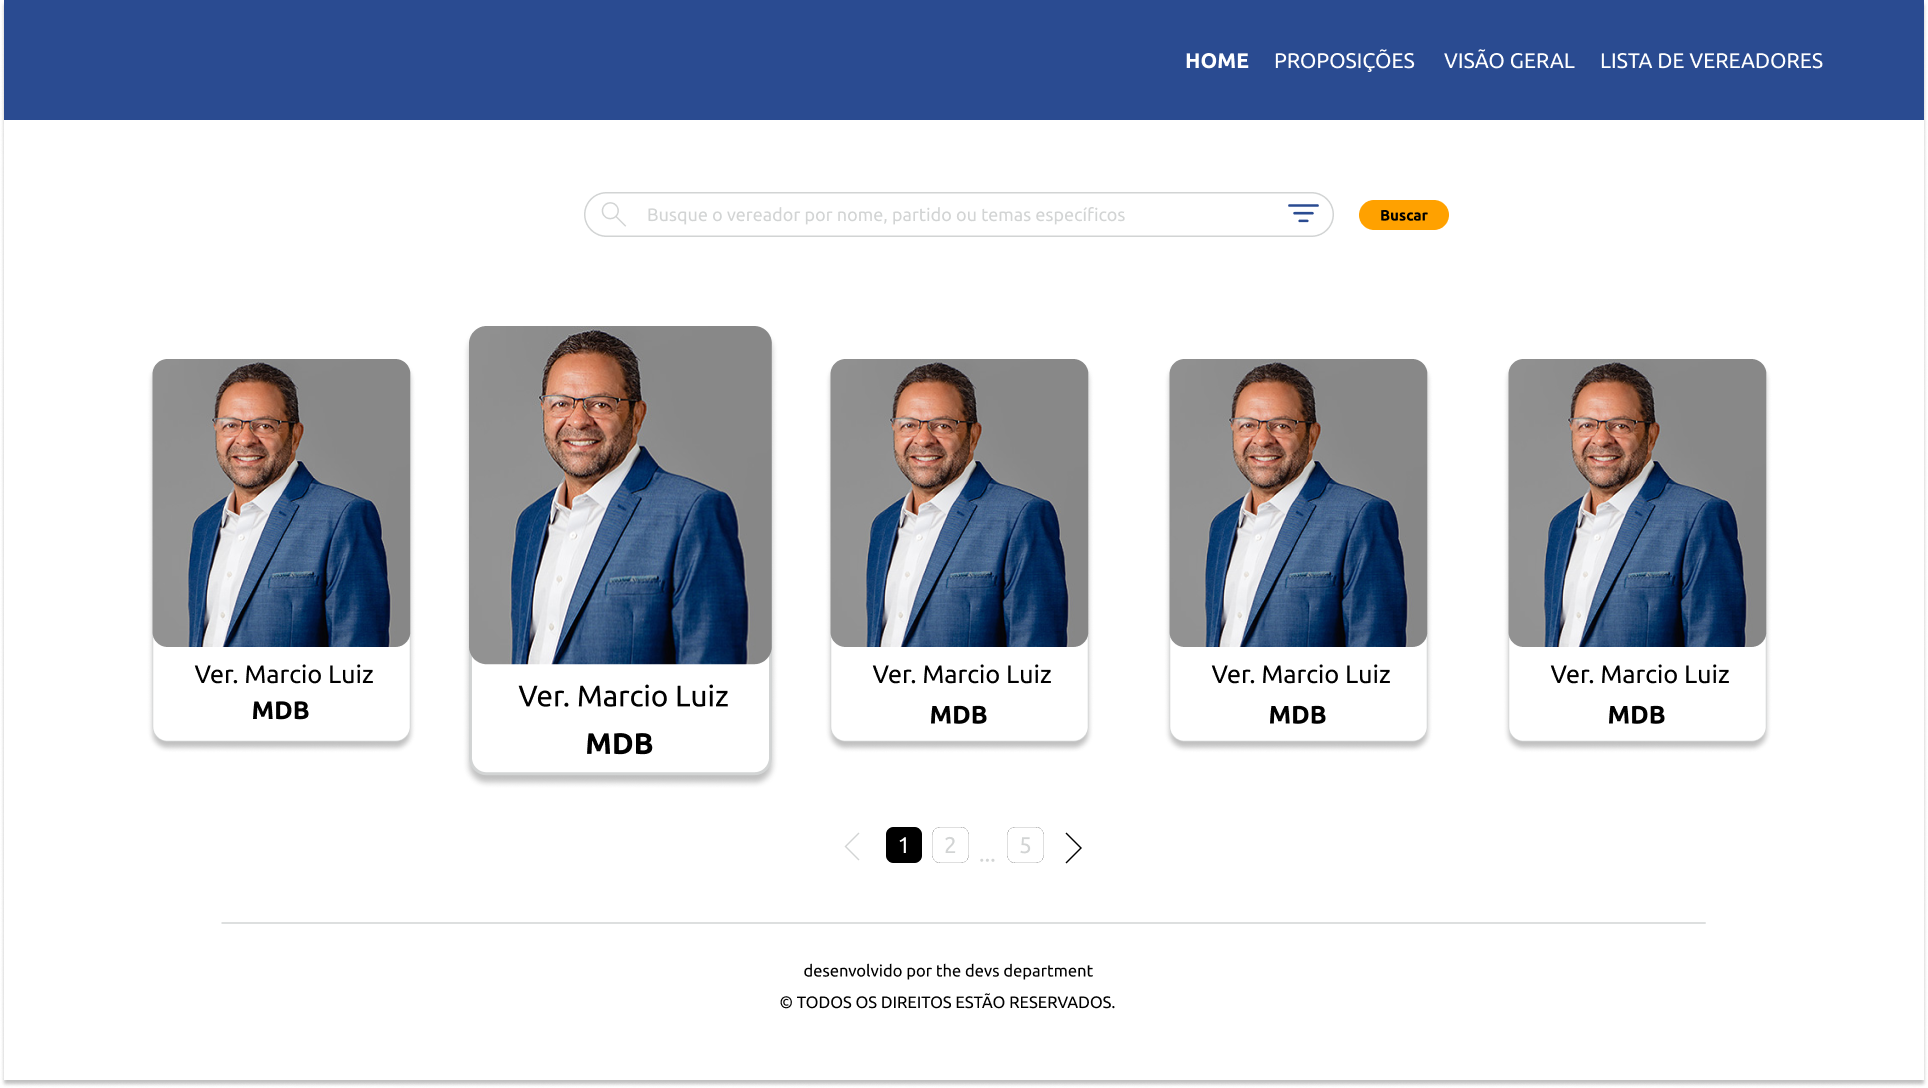 HOME PROPOSIÇÕES VISÃO GERAL LISTA DE VEREADORES
Busque o vereador por nome, partido ou temas específicos
Buscar
Ver. Marcio Luiz
MDB
Ver. Marcio Luiz
MDB
Ver. Marcio Luiz
MDB
Ver. Marcio Luiz
MDB
Ver. Marcio Luiz
MDB
1 2 ... 5
desenvolvido por the devs department
© TODOS OS DIREITOS ESTÃO RESERVADOS.